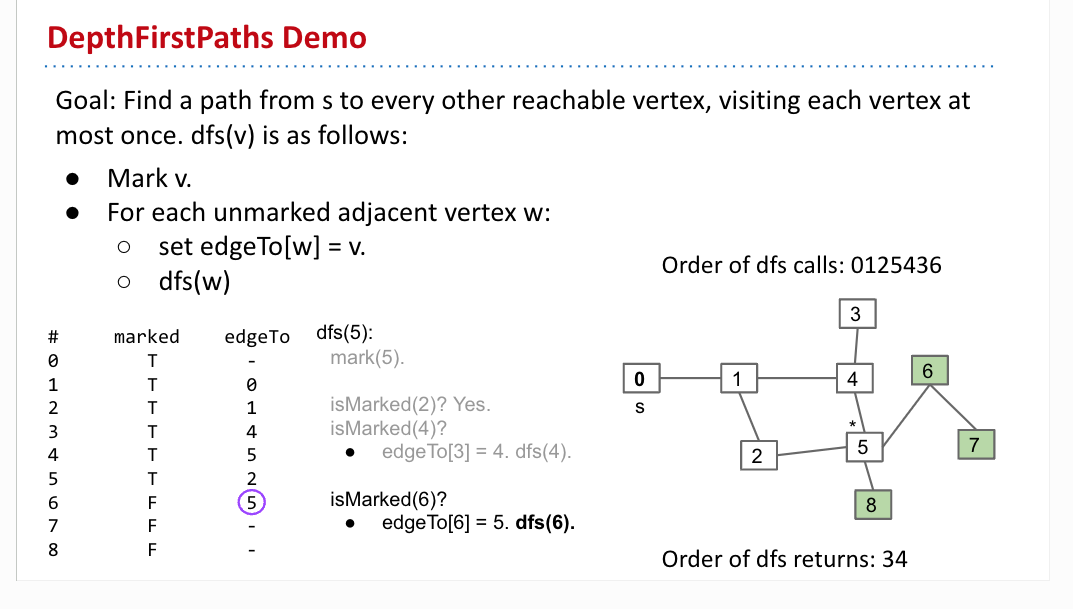 DepthFirstPaths Demo
Goal: Find a path from s to every other reachable vertex, visiting each vertex at
most once. dfs(v) is as follows:
● Mark v.
● For each unmarked adjacent vertex w:
○ set edgeTo[w] = v.
○ dfs(w)
# marked edgeTo
0 T -
1 T 0
2 T 1
3 T 4
4 T 5
5 T 2
6 F 5
7 F -
8 F -
dfs(5):
mark(5).
isMarked(2)? Yes.
isMarked(4)?
● edgeTo[3] = 4. dfs(4).
isMarked(6)?
● edgeTo[6] = 5. dfs(6).
Order of dfs calls: 0125436
3
0 1 4 6
s
*
2 5 7
8
Order of dfs returns: 34